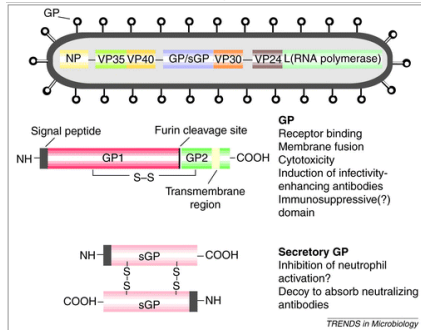 GP
NP VP35 VP40 GP/sGP VP30 VP24 L(RNA polymerase)
Signal peptide
Furin cleavage site
NH GP1 GP2 COOH
S–S
Transmembrane
region
GP
Receptor binding
Membrane fusion
Cytotoxicity
Induction of infectivity-
enhancing antibodies
Immunosuppressive(?)
domain
NH sGP COOH
S S
S S
COOH sGP NH
Secretory GP
Inhibition of neutrophil
activation?
Decoy to absorb neutralizing
antibodies
TRENDS in Microbiology